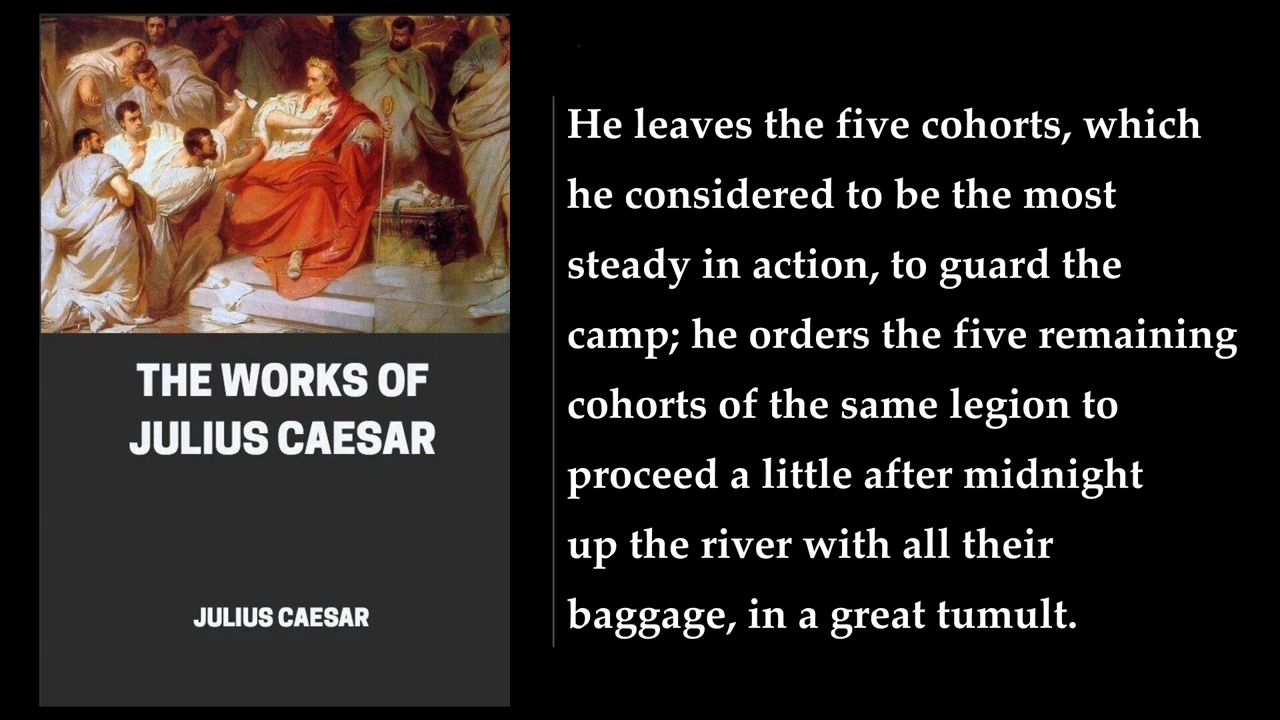 THE WORKS OF
JULIUS CAESAR
JULIUS CAESAR
He leaves the five cohorts, which
he considered to be the most
steady in action, to guard the
camp; he orders the five remaining
cohorts of the same legion to
proceed a little after midnight
up the river with all their
baggage, in a great tumult.